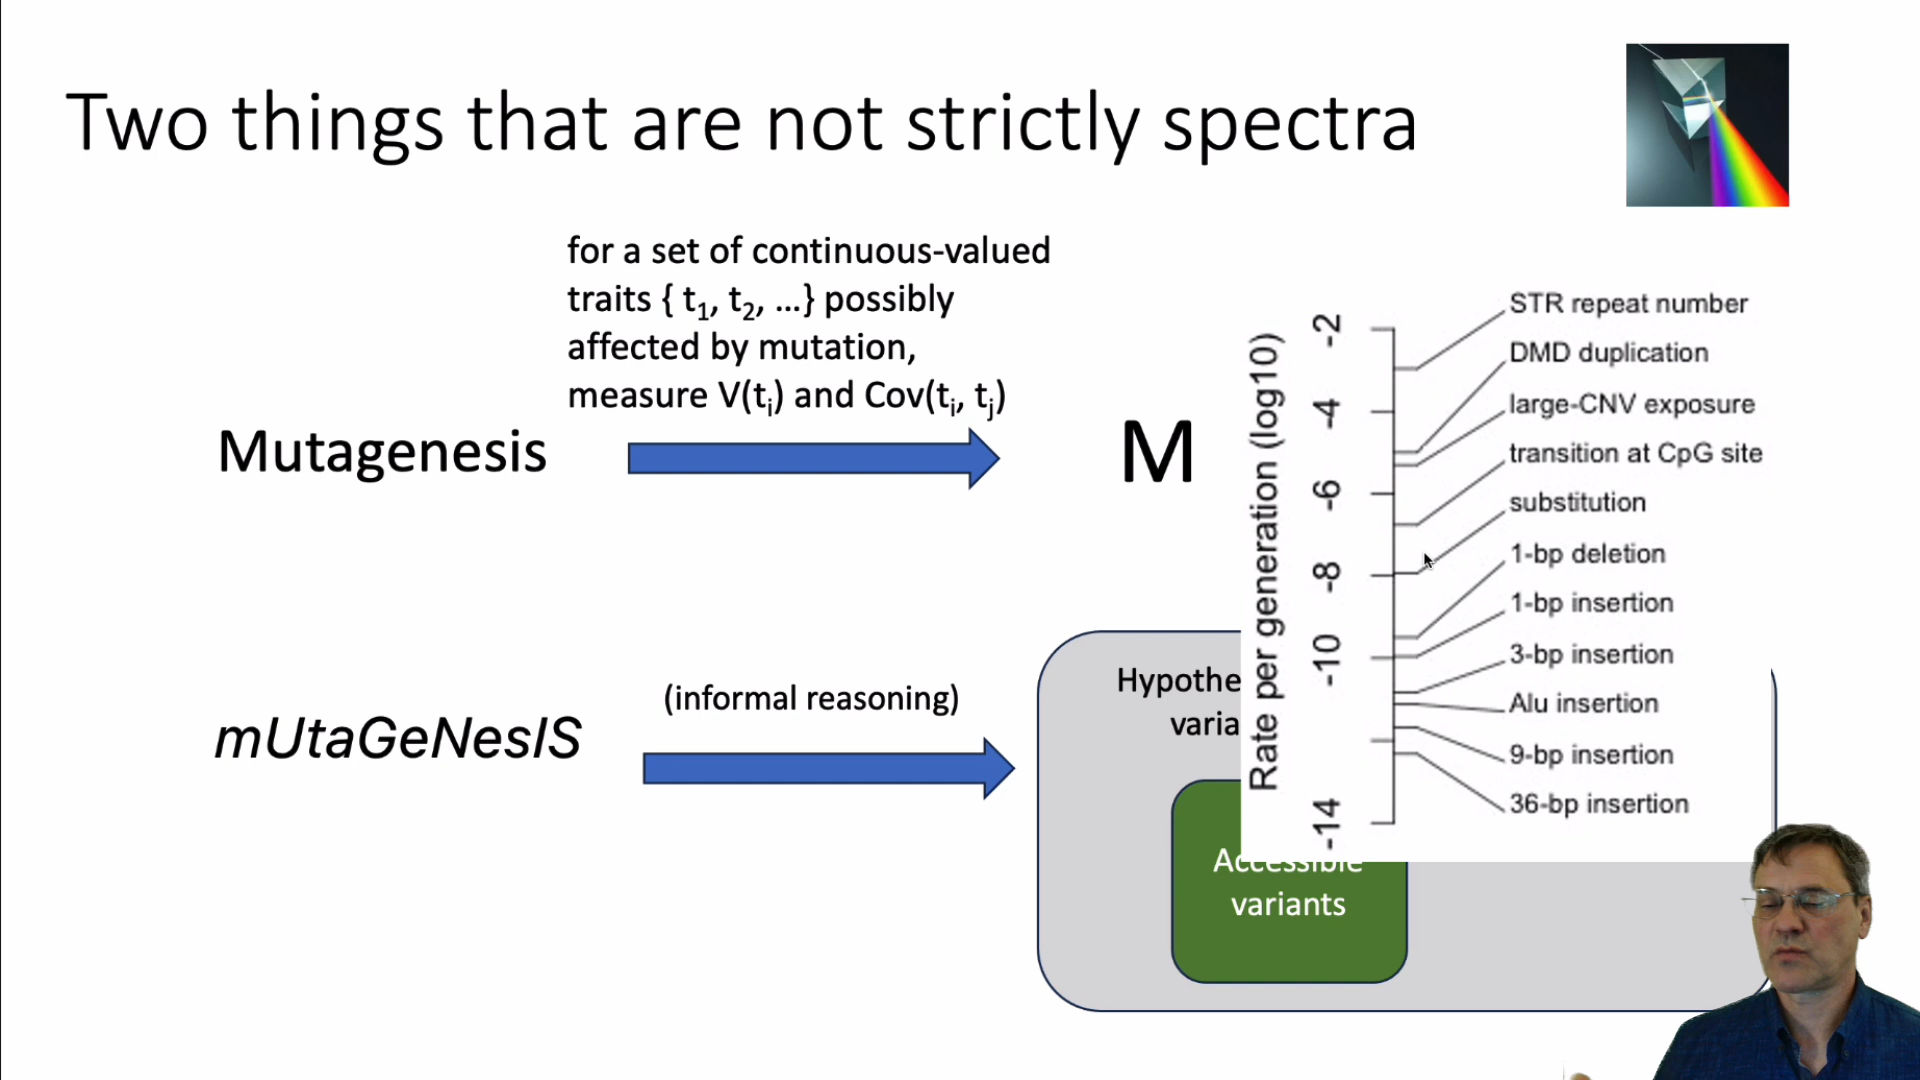 Two things that are not strictly spectra
for a set of continuous-valued
traits { t1, t2, ...} possibly
affected by mutation,
measure V(ti) and Cov(ti, tj)
Mutagenesis
M
mUtaGeNesIS
(informal reasoning)
Hypothe
varia
Accessible
variants
Rate per generation (log10)
-2
-4
-6
-8
-10
-14
STR repeat number
DMD duplication
large-CNV exposure
transition at CpG site
substitution
1-bp deletion
1-bp insertion
3-bp insertion
Alu insertion
9-bp insertion
36-bp insertion